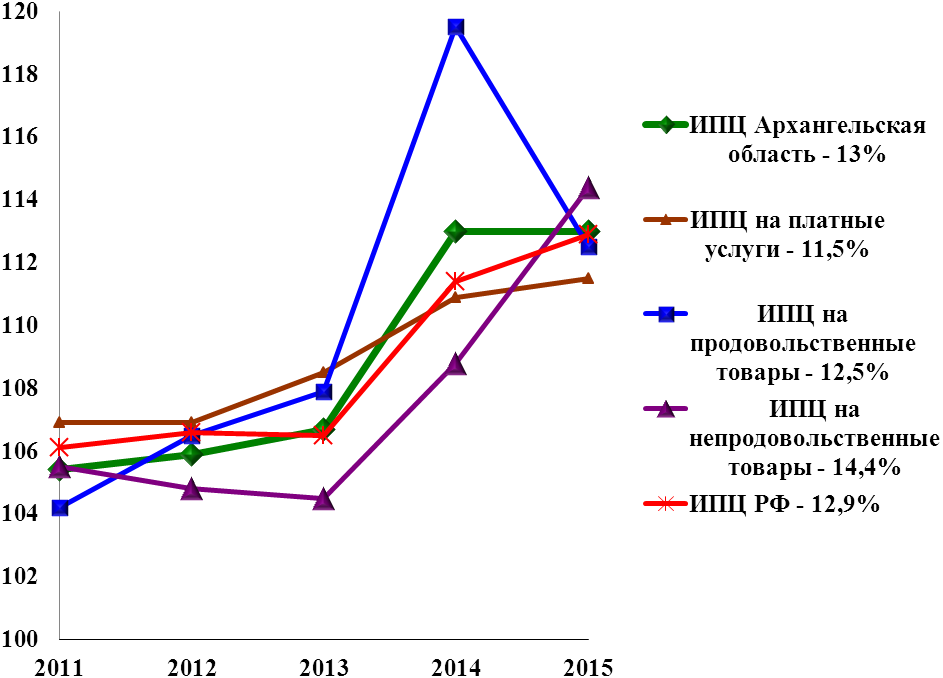 120
118
116
114
112
110
108
106
104
102
100
2011 2012 2013 2014 2015
ИПЦ Архангельская
область - 13%
ИПЦ на платные
услуги - 11,5%
ИПЦ на
продовольственные
товары - 12,5%
ИПЦ на
непродовольственные
товары - 14,4%
ИПЦ РФ - 12,9%